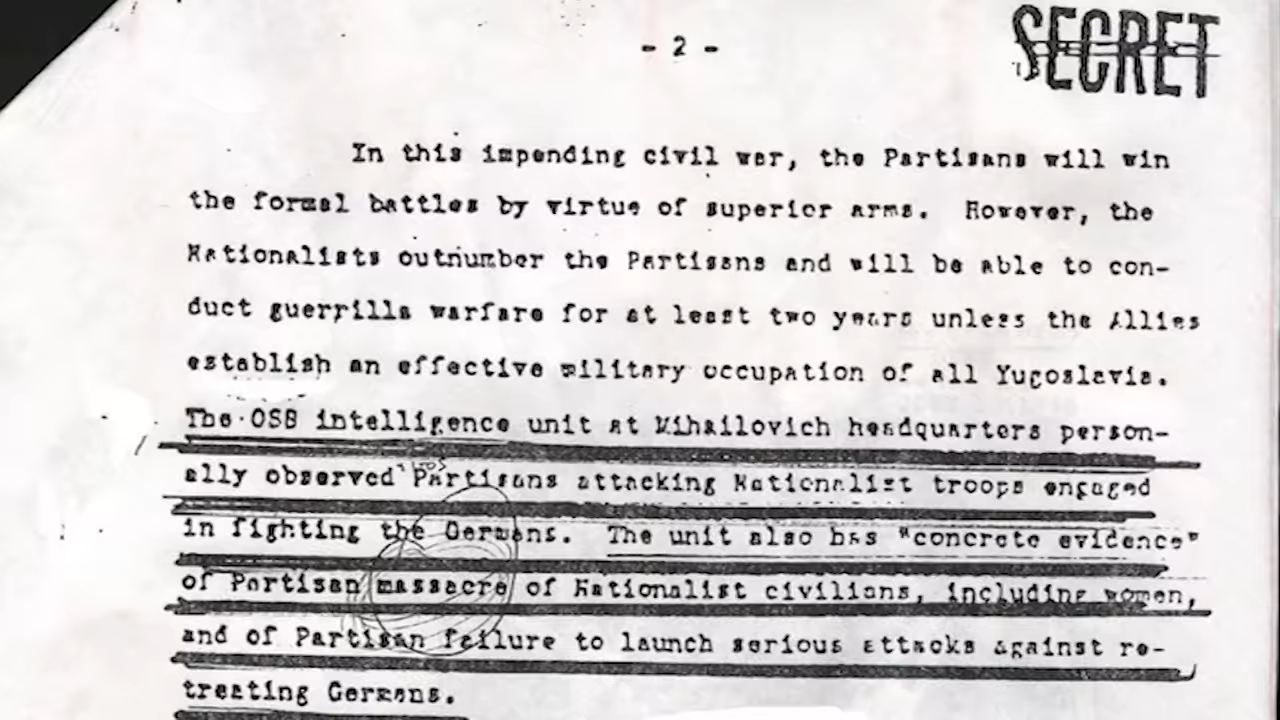 - 2 -
SECRET
In this impending civil war, the Partisans will win
the formal battles by virtue of superior arms. However, the
Nationalists outnumber the Partisans and will be able to con-
duct guerrilla warfare for at least two years unless the Allies
establish an effective military occupation of all Yugoslavia.
The OSS intelligence unit at Mihailovich headquarters person-
ally observed Partisans attacking Nationalist troops engaged
in fighting the Germans. The unit also has "concrete evidence"
of Partisan massacre of Nationalist civilians, including women,
and of Partisan failure to launch serious attacks against re-
treating Germans.